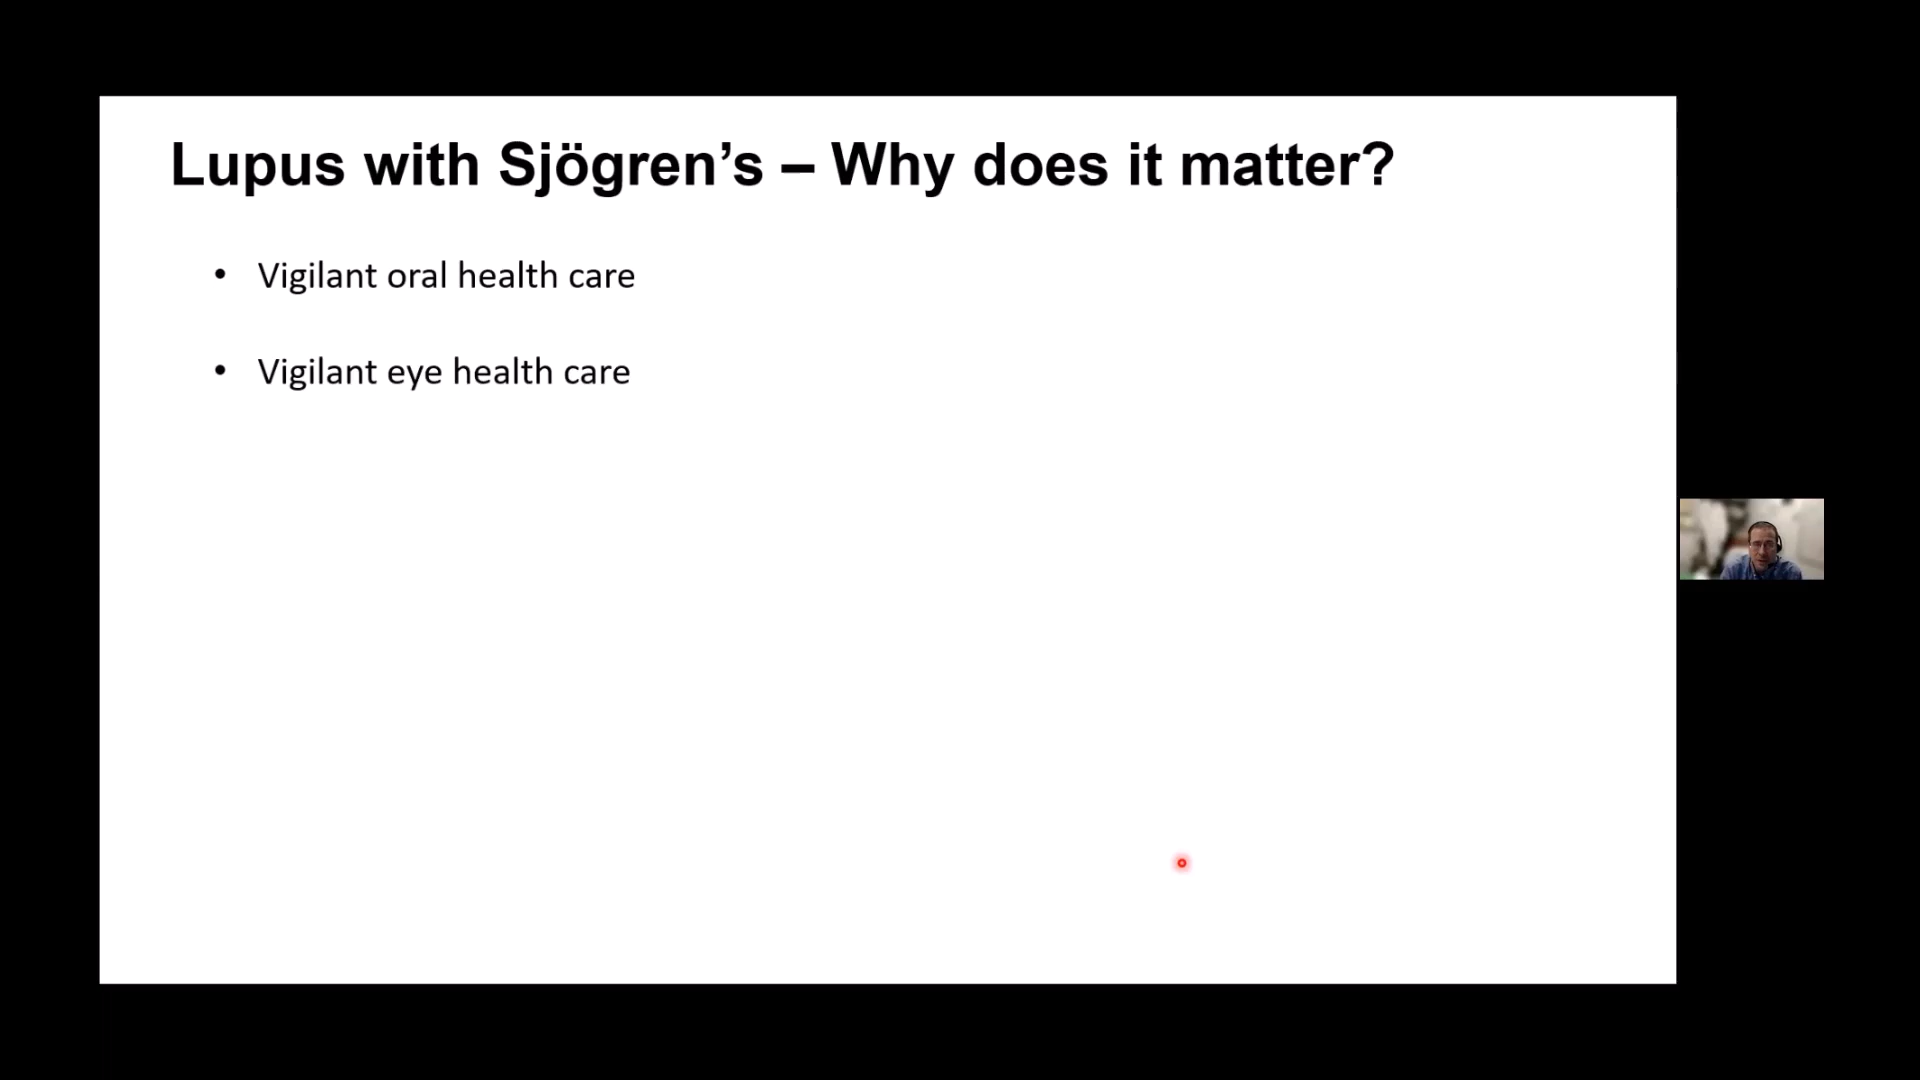 Lupus with Sjögren’s – Why does it matter?
• Vigilant oral health care
• Vigilant eye health care